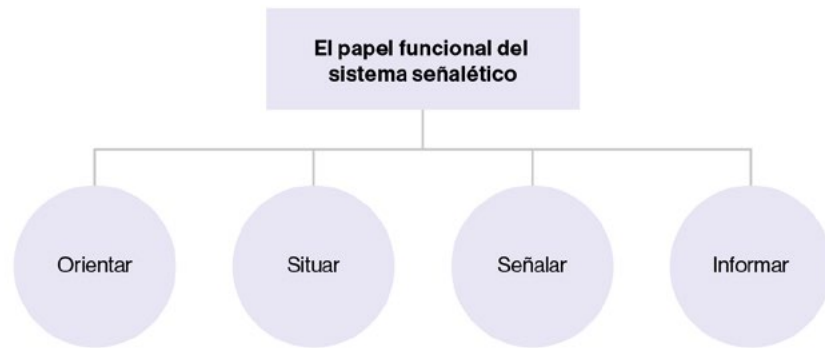 El papel funcional del
sistema señalético
Orientar
Situar
Señalar
Informar